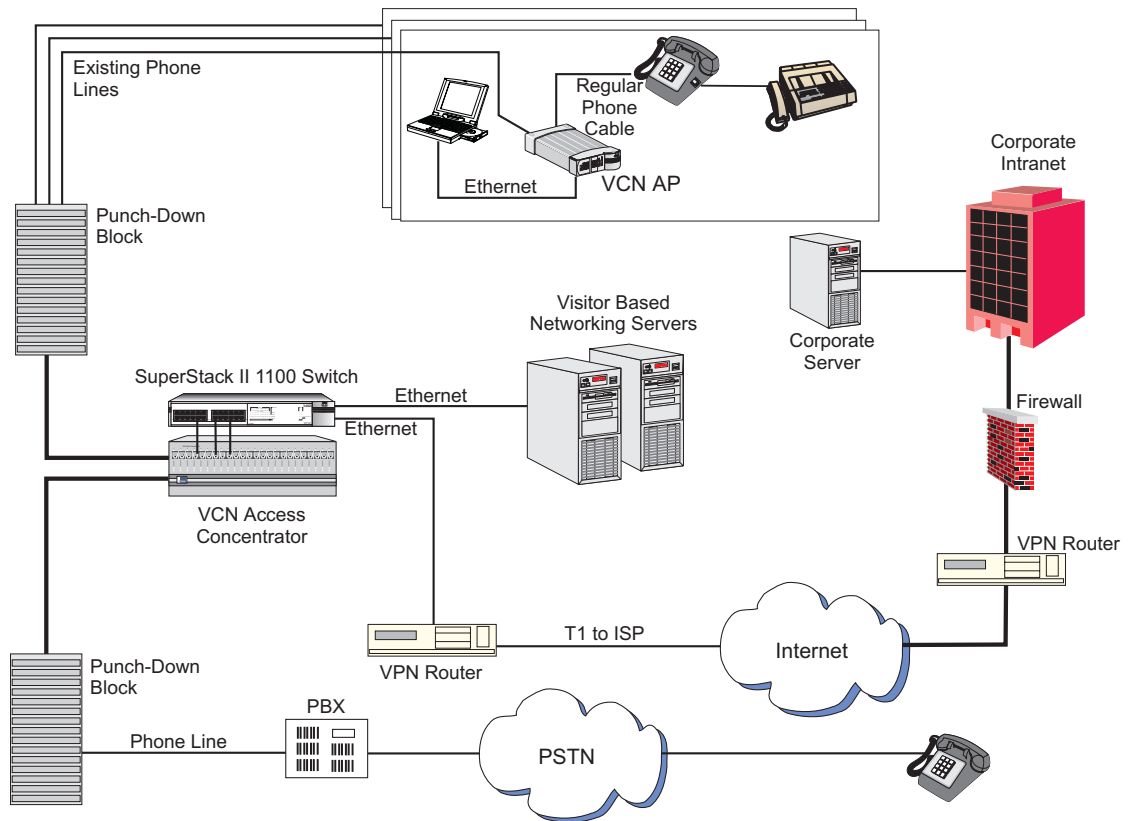 Existing Phone
Lines
Regular
Phone
Cable
Ethernet
VCN AP
Corporate
Intranet
Punch-Down
Block
Visitor Based
Networking Servers
Corporate
Server
SuperStack II 1100 Switch
Ethernet
Ethernet
Firewall
VCN Access
Concentrator
VPN Router
T1 to ISP
Internet
VPN Router
Punch-Down
Block
PBX
Phone Line
PSTN